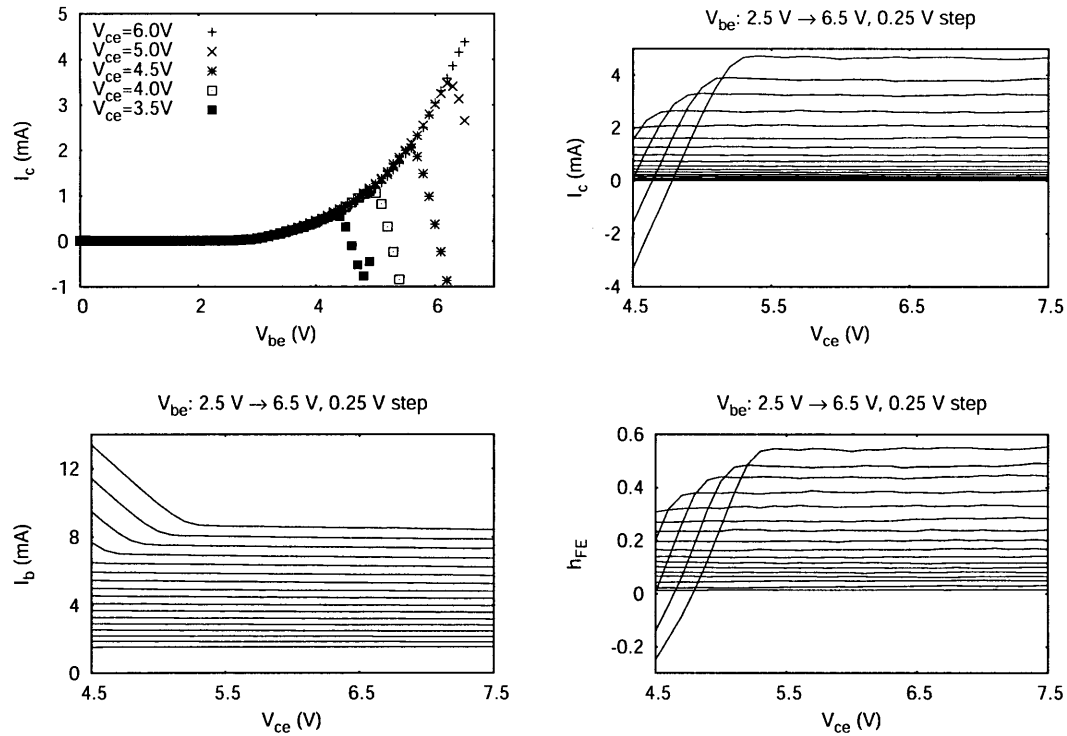 V_ce=6.0V +
V_ce=5.0V ×
V_ce=4.5V ✳
V_ce=4.0V □
V_ce=3.5V ■
I_c (mA)
5
4
3
2
1
0
-1
0 2 4 6
V_be (V)
V_be: 2.5 V → 6.5 V, 0.25 V step
I_c (mA)
4
2
0
-2
-4
4.5 5.5 6.5 7.5
V_ce (V)
V_be: 2.5 V → 6.5 V, 0.25 V step
I_b (mA)
12
8
4
0
4.5 5.5 6.5 7.5
V_ce (V)
V_be: 2.5 V → 6.5 V, 0.25 V step
h_FE
0.6
0.4
0.2
0
-0.2
4.5 5.5 6.5 7.5
V_ce (V)